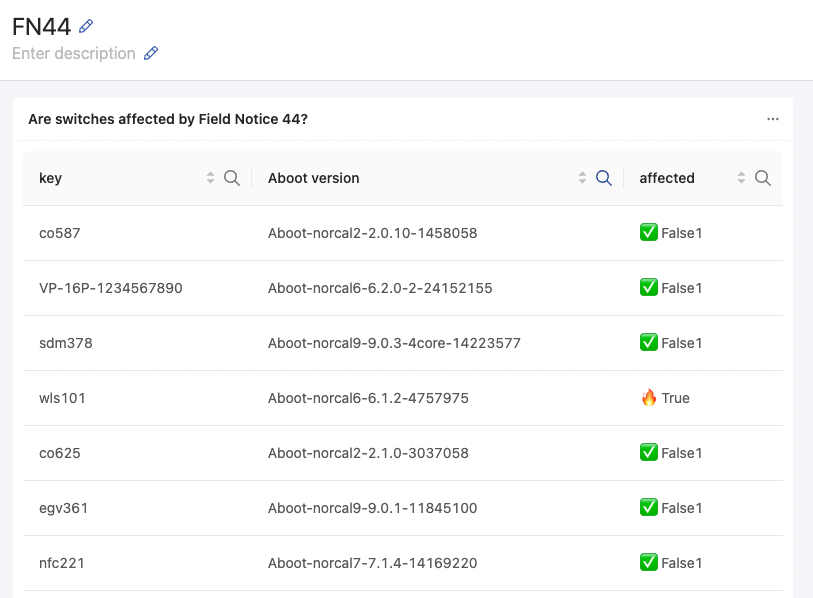 FN44
Enter description
Are switches affected by Field Notice 44?
key Aboot version affected
co587 Aboot-norcal2-2.0.10-1458058 ✅ False1
VP-16P-1234567890 Aboot-norcal6-6.2.0-2-24152155 ✅ False1
sdm378 Aboot-norcal9-9.0.3-4core-14223577 ✅ False1
wls101 Aboot-norcal6-6.1.2-4757975 🔥 True
co625 Aboot-norcal2-2.1.0-3037058 ✅ False1
egv361 Aboot-norcal9-9.0.1-11845100 ✅ False1
nfc221 Aboot-norcal7-7.1.4-14169220 ✅ False1